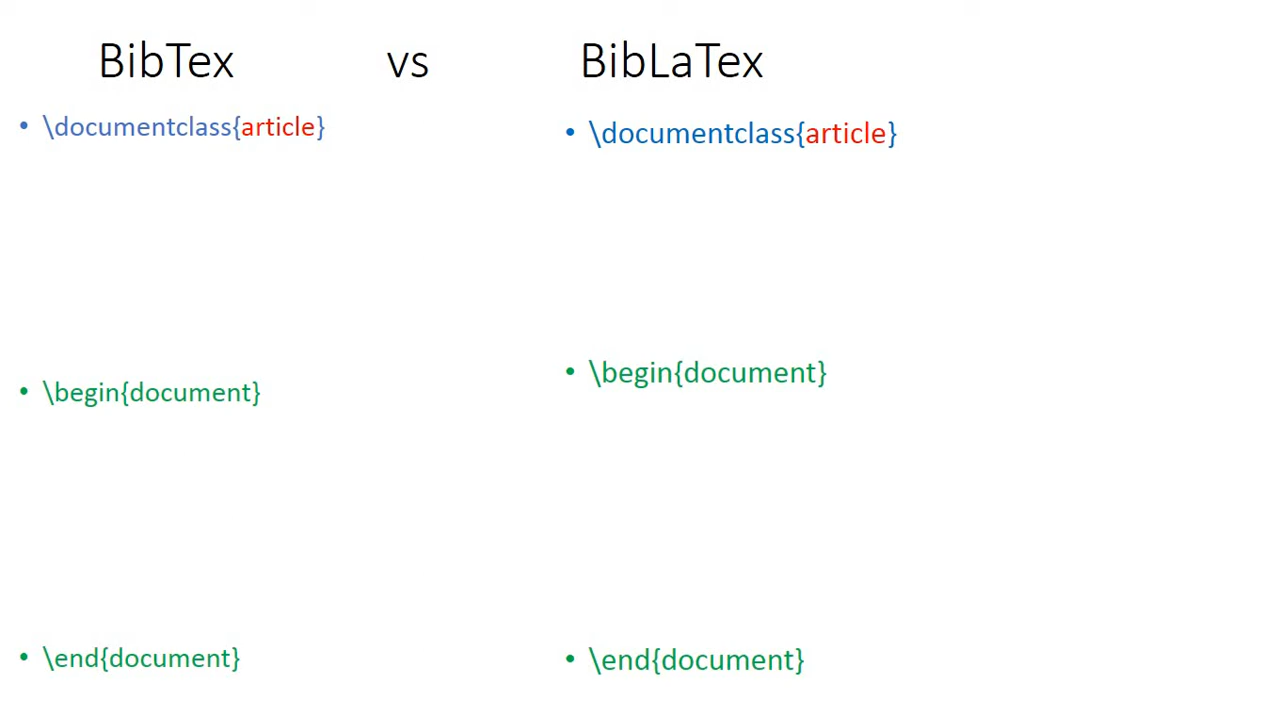 BibTex vs BibLaTex
• \documentclass{article}
• \begin{document}
• \end{document}
• \documentclass{article}
• \begin{document}
• \end{document}